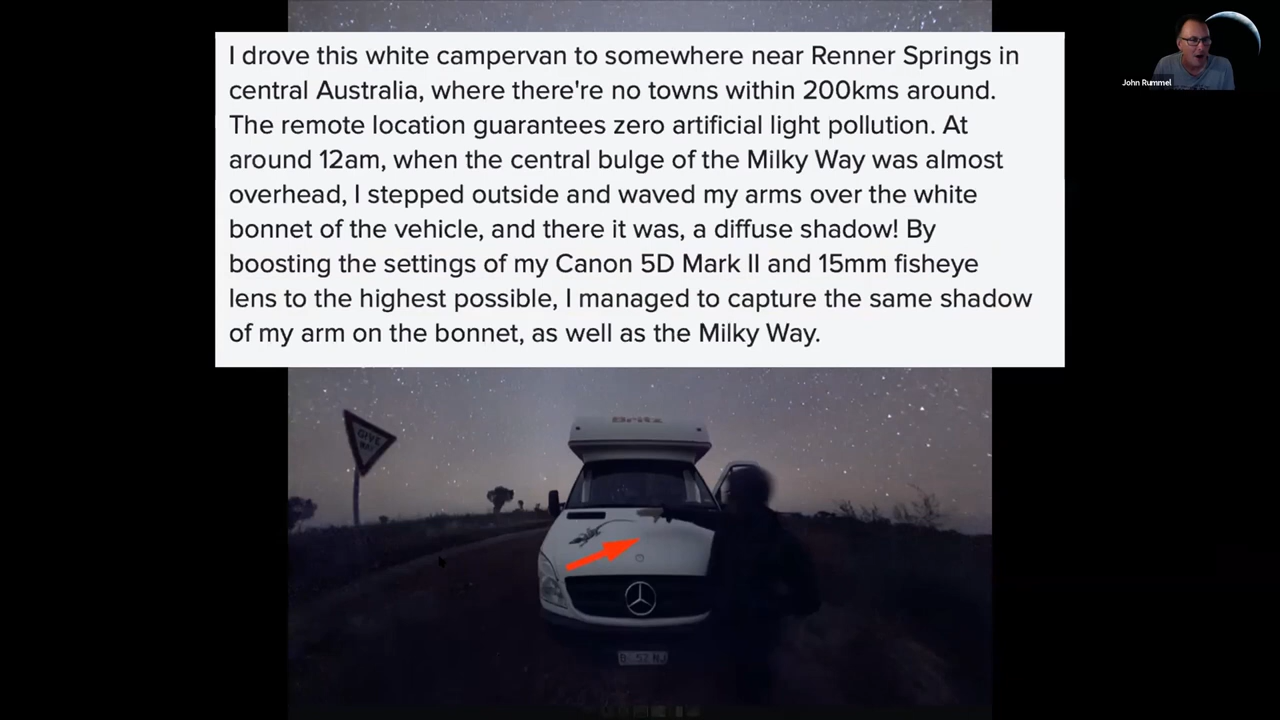 I drove this white campervan to somewhere near Renner Springs in
central Australia, where there're no towns within 200kms around.
The remote location guarantees zero artificial light pollution. At
around 12am, when the central bulge of the Milky Way was almost
overhead, I stepped outside and waved my arms over the white
bonnet of the vehicle, and there it was, a diffuse shadow! By
boosting the settings of my Canon 5D Mark II and 15mm fisheye
lens to the highest possible, I managed to capture the same shadow
of my arm on the bonnet, as well as the Milky Way.
John Rummel
Britz
GIVE
WAY